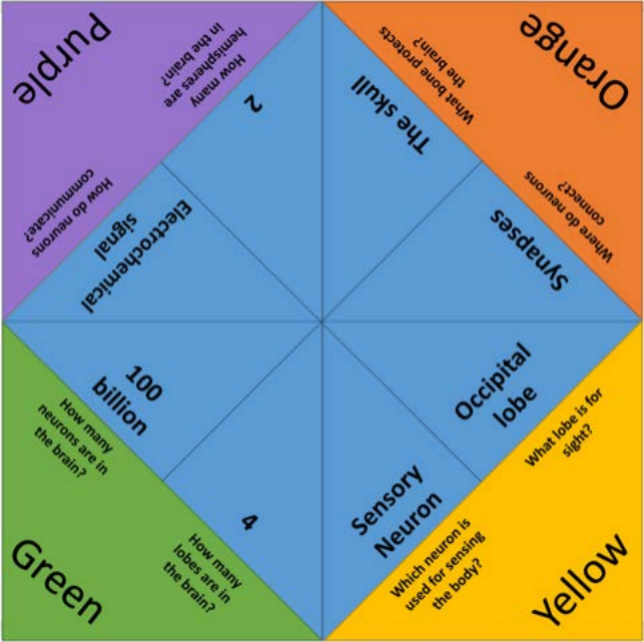 Purple
How many
hemispheres are
in the brain?
2
How do neurons
communicate?
Electrochemical
signal
Orange
What bone protects
the brain?
The skull
Where do neurons
connect?
Synapses
100
billion
How many
neurons are in
the brain?
4
How many
lobes are in
the brain?
Green
Occipital
lobe
What lobe is for
sight?
Sensory
Neuron
Which neuron is
used for sensing
the body?
Yellow